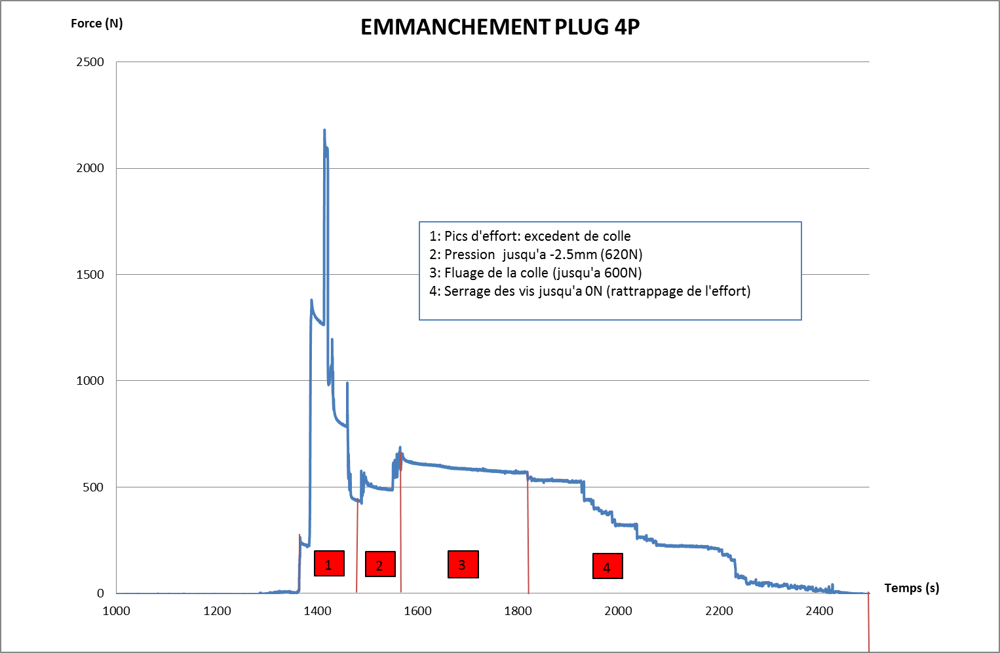 Force (N)
EMMANCHEMENT PLUG 4P
2500
2000
1500
1000
500
0
1: Pics d'effort: excedent de colle
2: Pression  jusqu'a -2.5mm (620N)
3: Fluage de la colle (jusqu'a 600N)
4: Serrage des vis jusqu'a 0N (rattrappage de l'effort)
1
2
3
4
Temps (s)
1000 1200 1400 1600 1800 2000 2200 2400